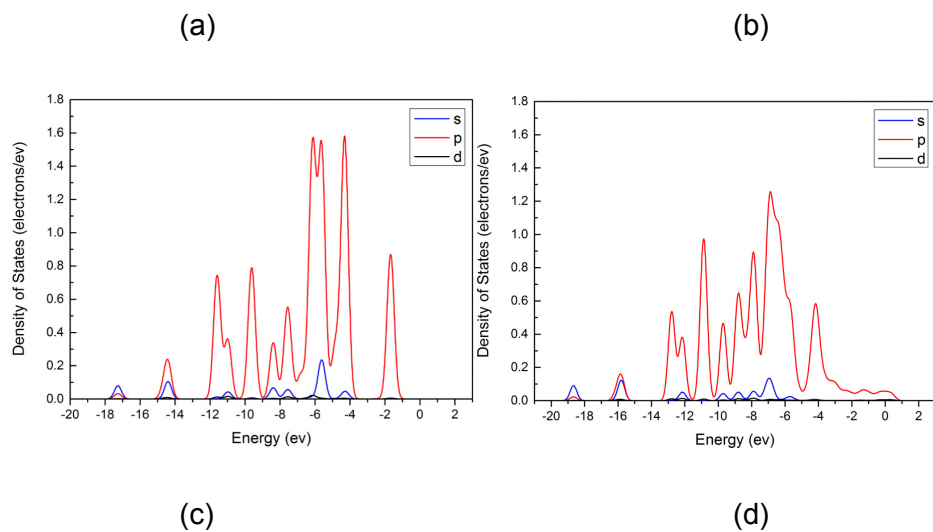 (a) (b)
1.8
1.6
1.4
1.2
1.0
0.8
0.6
0.4
0.2
0.0
Density of States (electrons/ev)
s
p
d
-20 -18 -16 -14 -12 -10 -8 -6 -4 -2 0 2
Energy (ev)
1.8
1.6
1.4
1.2
1.0
0.8
0.6
0.4
0.2
0.0
Density of States (electrons/ev)
s
p
d
-20 -18 -16 -14 -12 -10 -8 -6 -4 -2 0 2
Energy (ev)
(c) (d)